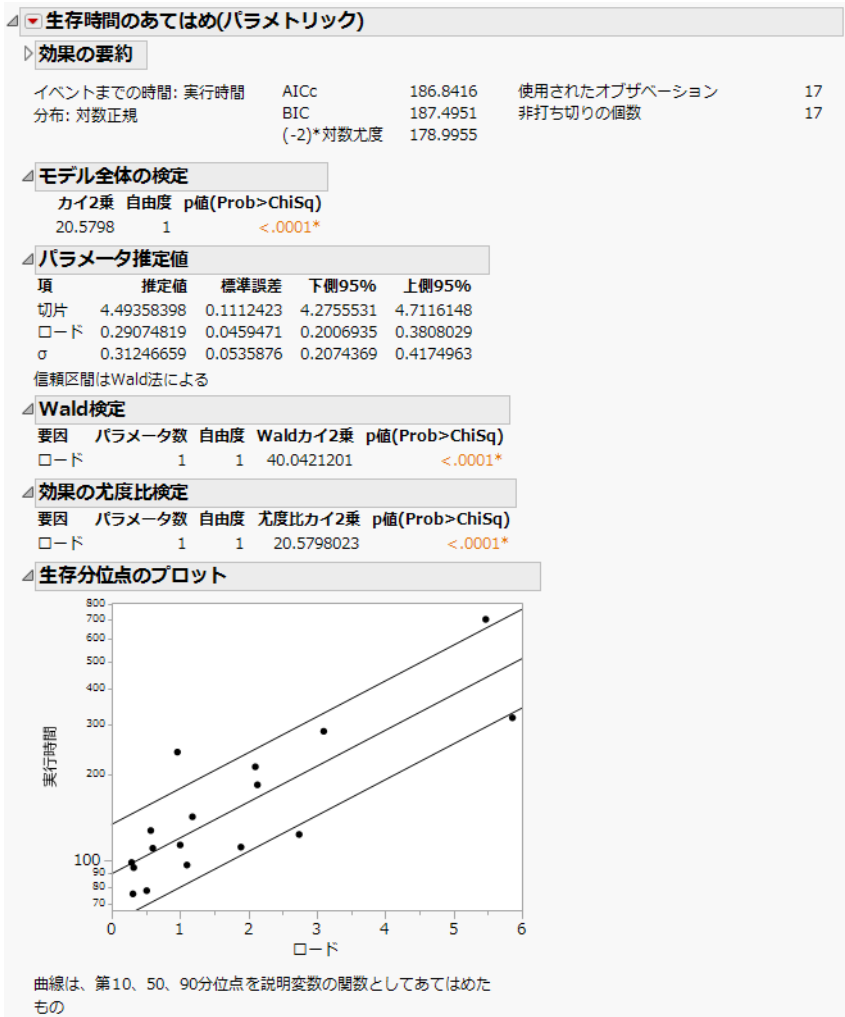 生存時間のあてはめ(パラメトリック)
効果の要約
イベントまでの時間: 実行時間 AICc 186.8416 使用されたオブザベーション 17
分布: 対数正規 BIC 187.4951 非打ち切りの個数 17
(-2)*対数尤度 178.9955
モデル全体の検定
カイ2乗 自由度 p値(Prob>ChiSq)
20.5798 1 <.0001*
パラメータ推定値
項 推定値 標準誤差 下側95% 上側95%
切片 4.49358398 0.1112423 4.2755531 4.7116148
ロード 0.29074819 0.0459471 0.2006935 0.3808029
σ 0.31246659 0.0535876 0.2074369 0.4174963
信頼区間はWald法による
Wald検定
要因 パラメータ数 自由度 Waldカイ2乗 p値(Prob>ChiSq)
ロード 1 1 40.0421201 <.0001*
効果の尤度比検定
要因 パラメータ数 自由度 尤度比カイ2乗 p値(Prob>ChiSq)
ロード 1 1 20.5798023 <.0001*
生存分位点のプロット
800
700
600
500
400
300
200
100
90
80
70
実行時間
0 1 2 3 4 5 6
ロード
曲線は、第10、50、90分位点を説明変数の関数としてあてはめた
もの